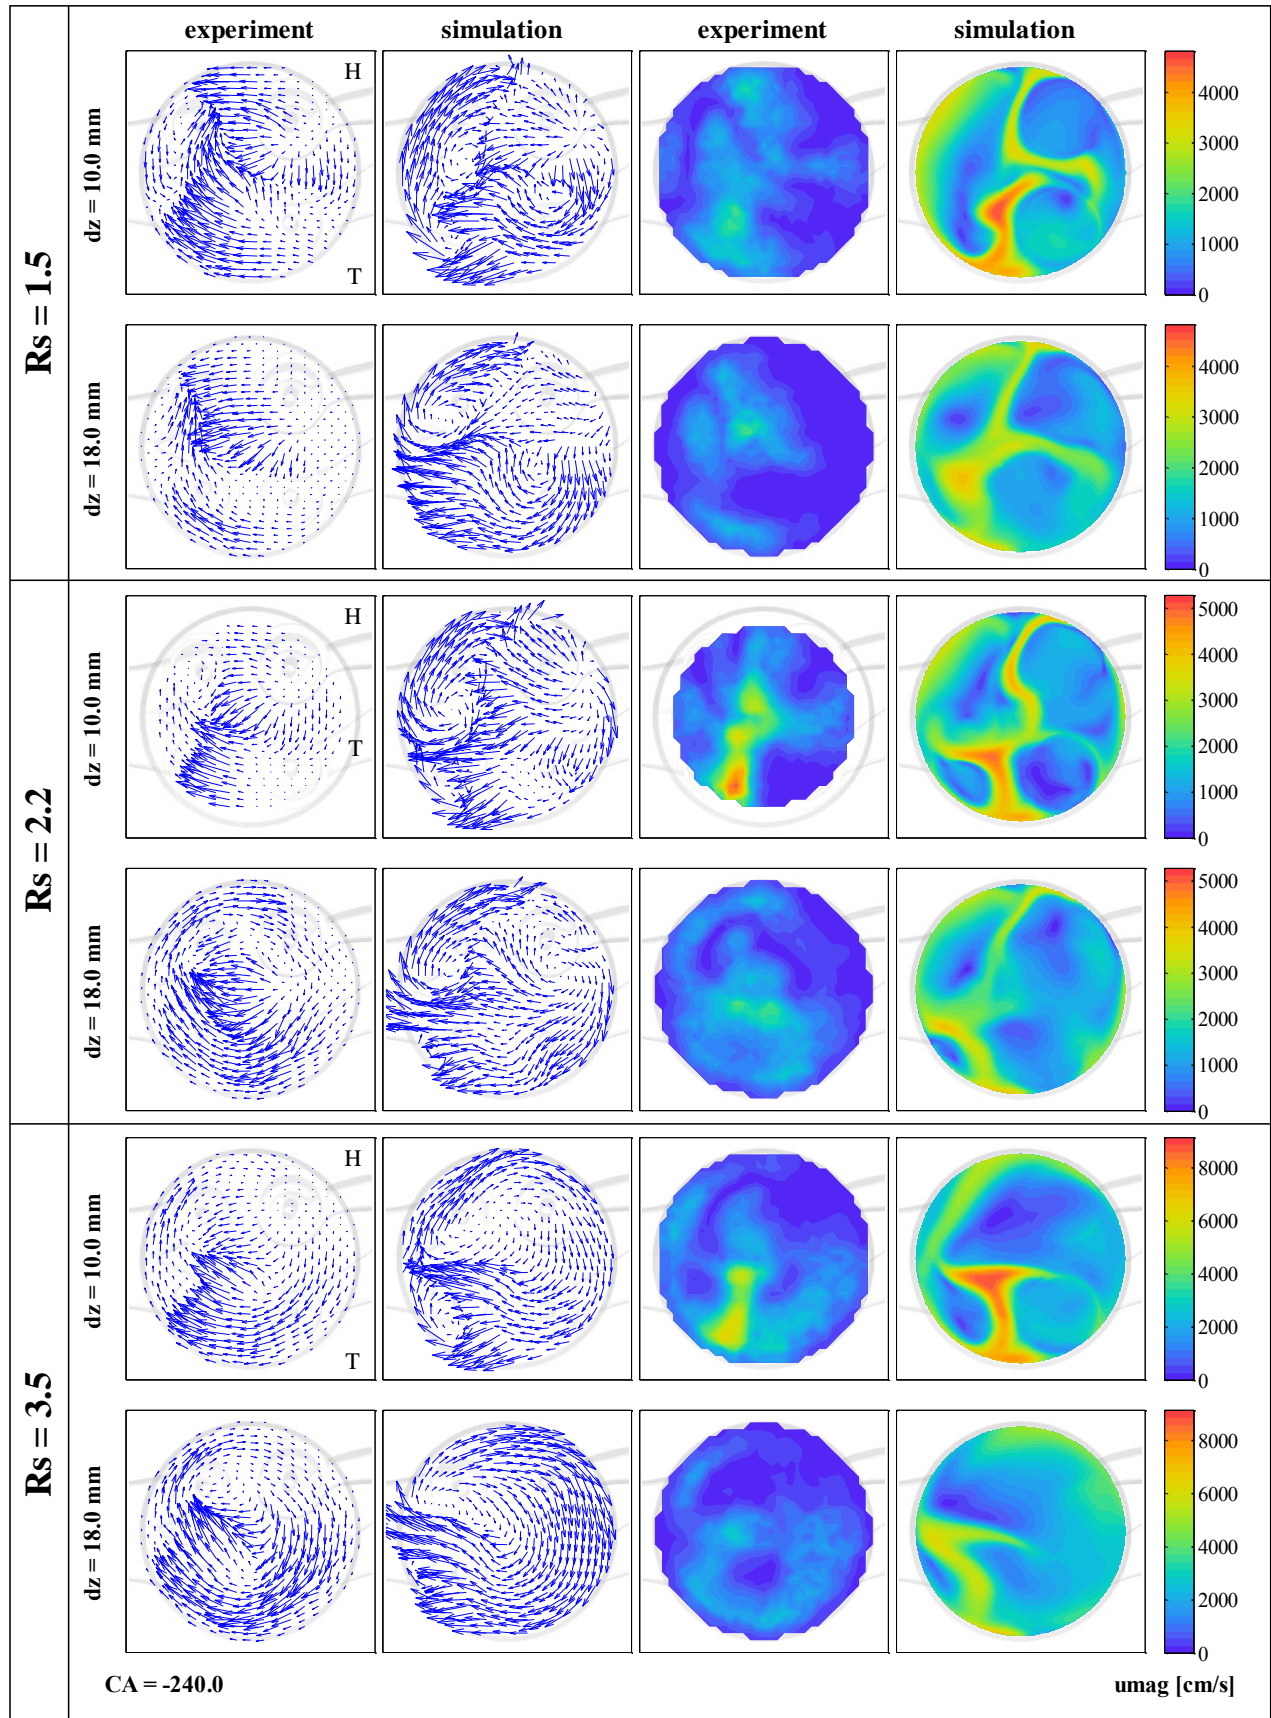 experiment simulation experiment simulation
Rs = 1.5
dz = 10.0 mm
H
T
4000
3000
2000
1000
0
dz = 18.0 mm
4000
3000
2000
1000
0
Rs = 2.2
dz = 10.0 mm
H
T
5000
4000
3000
2000
1000
0
dz = 18.0 mm
5000
4000
3000
2000
1000
0
Rs = 3.5
dz = 10.0 mm
H
T
8000
6000
4000
2000
0
dz = 18.0 mm
8000
6000
4000
2000
0
CA = -240.0 umag [cm/s]